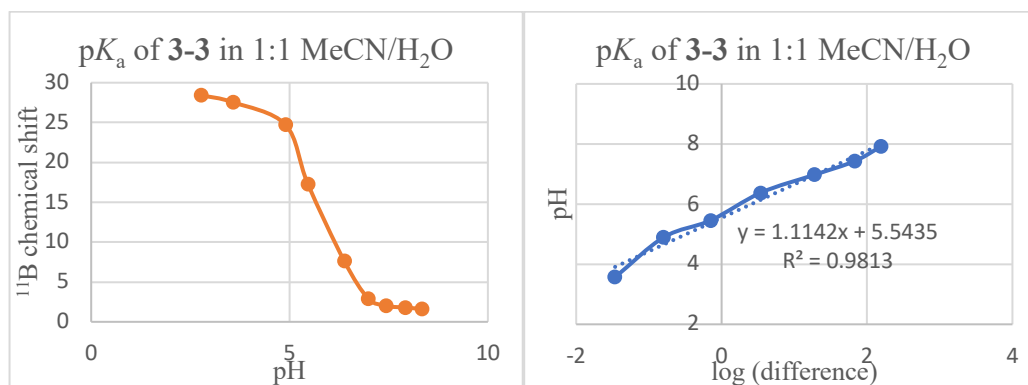 pKₐ of 3-3 in 1:1 MeCN/H₂O
¹¹B chemical shift
30
25
20
15
10
5
0
0
5
10
pH
pKₐ of 3-3 in 1:1 MeCN/H₂O
pH
10
8
6
4
2
y = 1.1142x + 5.5435
R² = 0.9813
-2
0
2
4
log (difference)